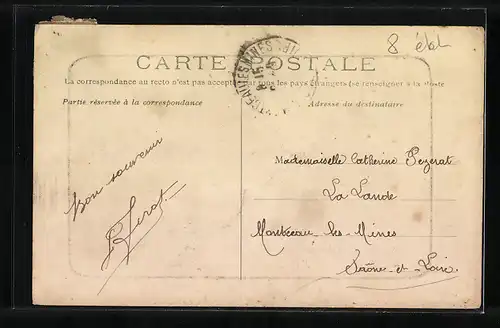 8 ébl
CARTE POSTALE
La correspondance au recto n'est pas acceptée par tous les pays étrangers (se renseigner à la Poste
Partie réservée à la correspondance
Adresse du destinataire
Bon souvenir
Mademoiselle Catherine Pezerat
La Lande
Montceau-les-Mines
Saône-et-Loire